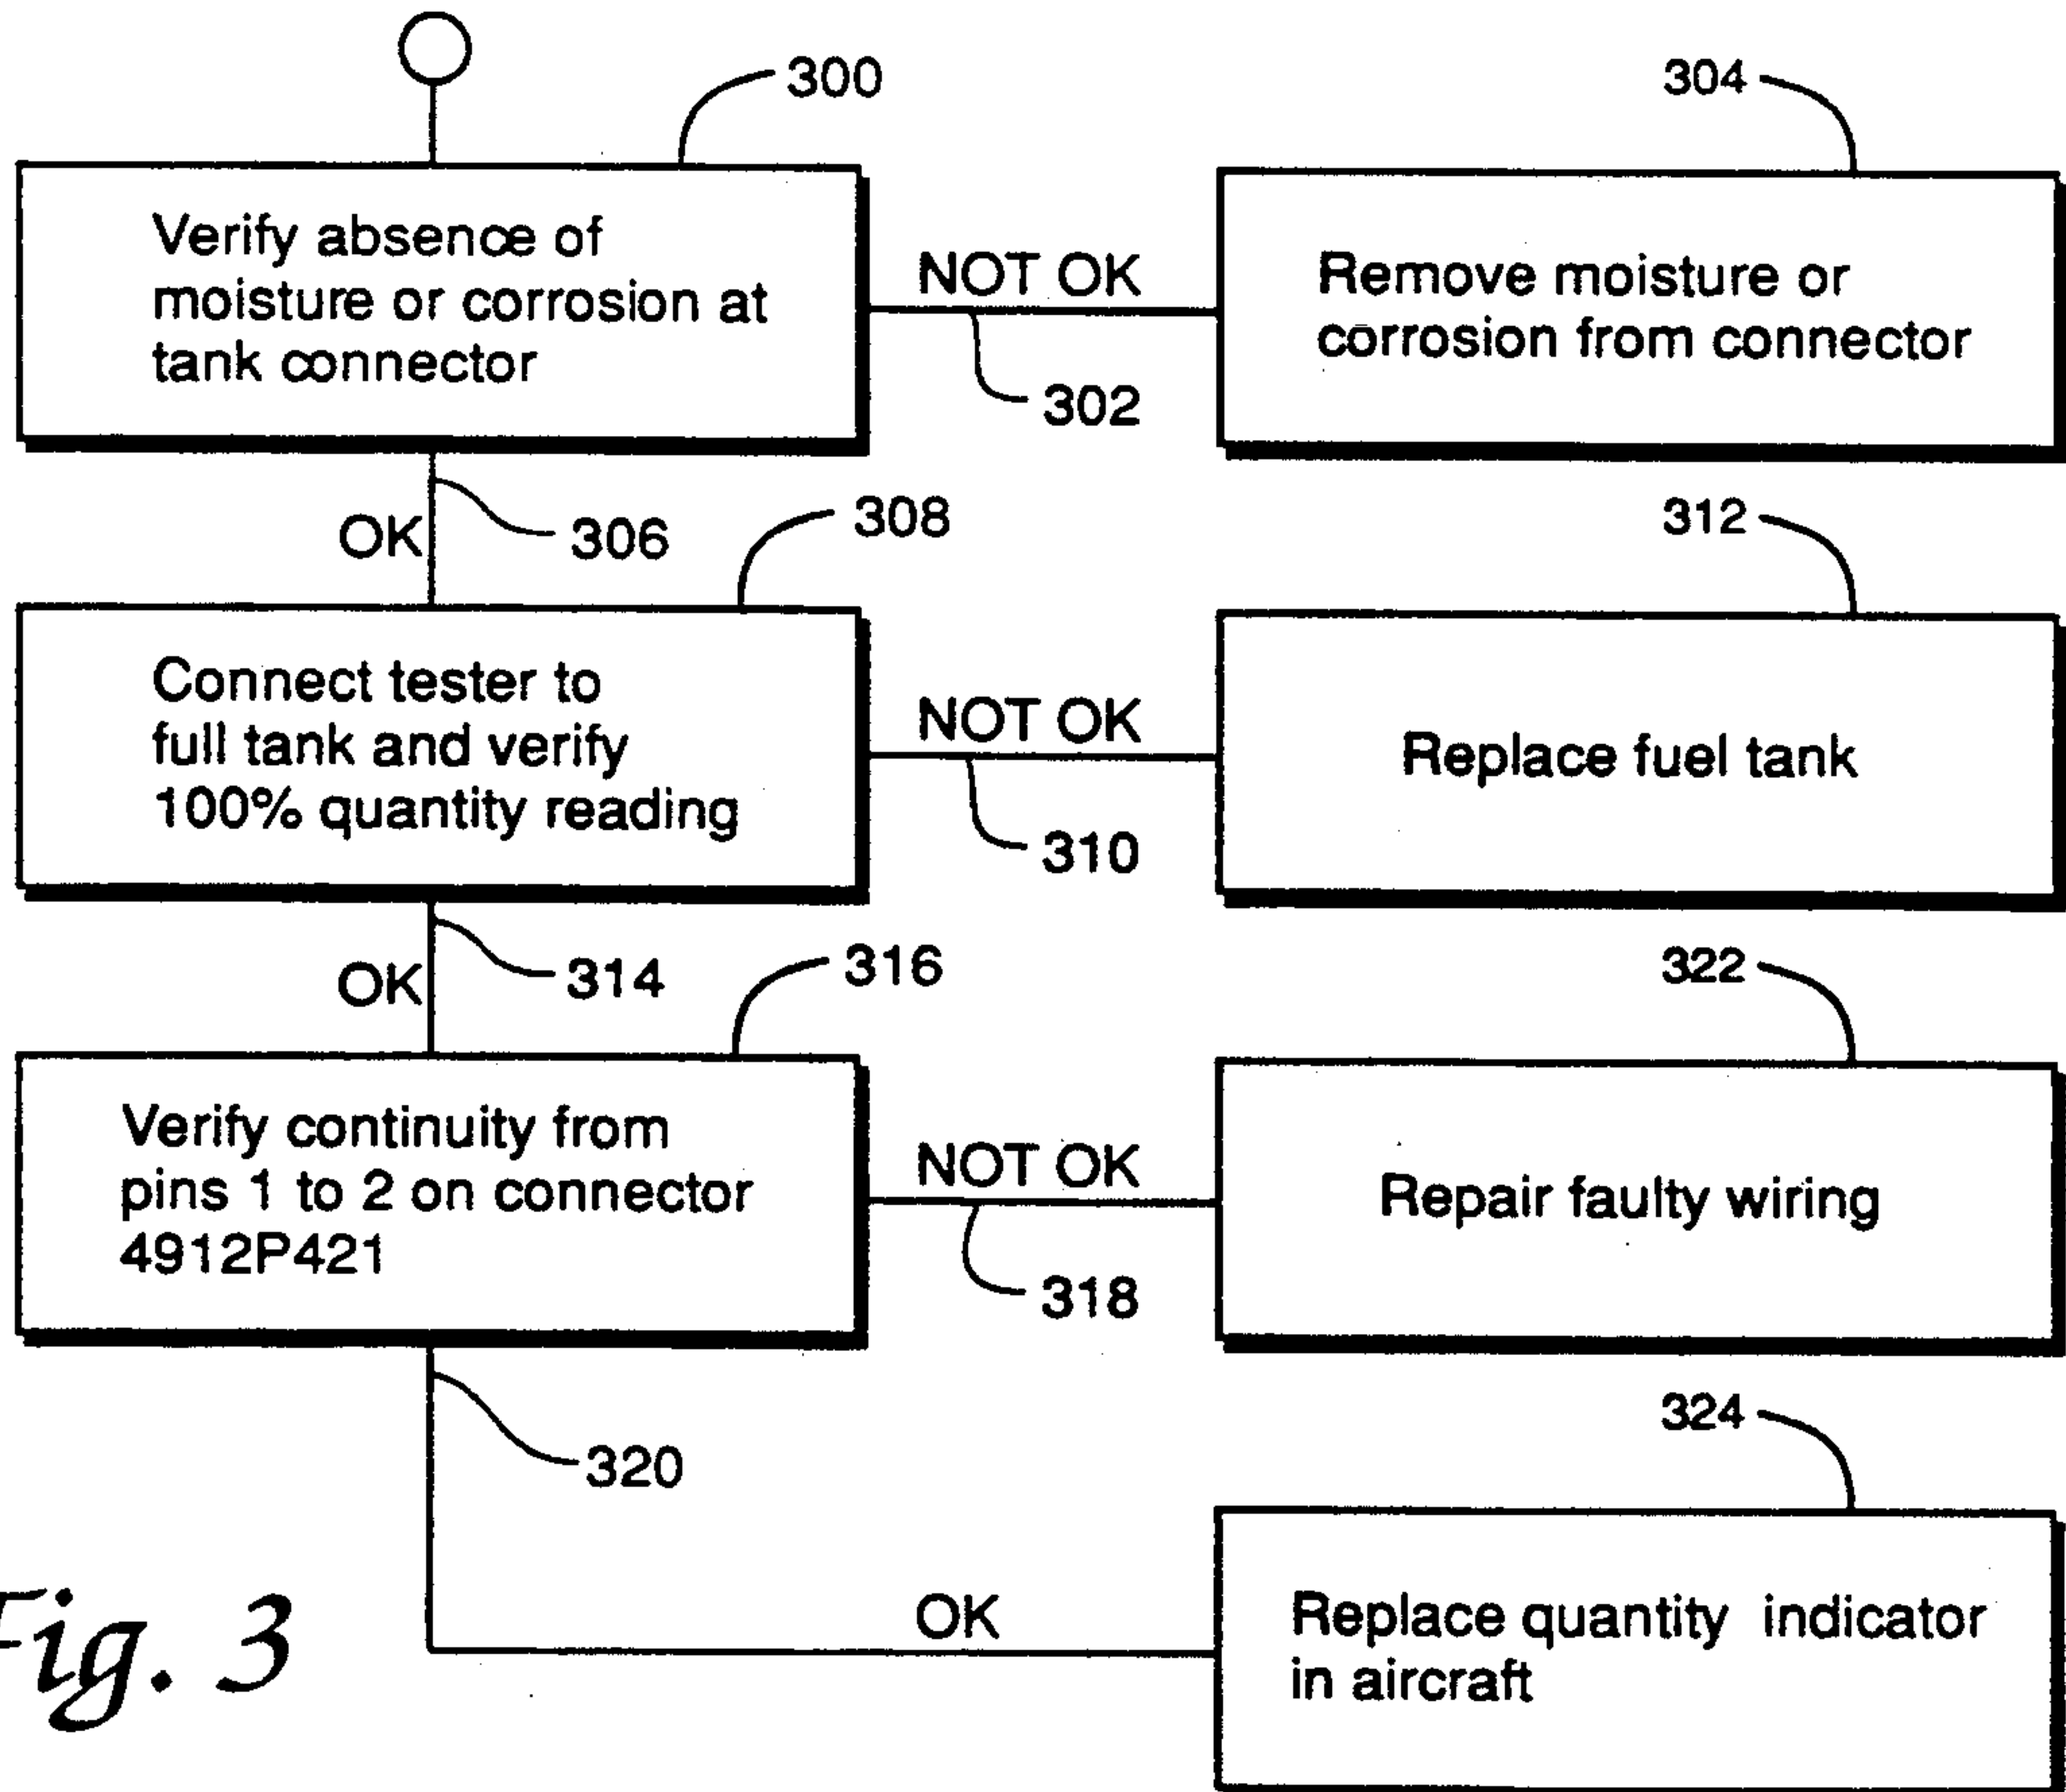 300
304
Verify absence of
moisture or corrosion at
tank connector
NOT OK
302
Remove moisture or
corrosion from connector
OK
306
308
312
Connect tester to
full tank and verify
100% quantity reading
NOT OK
310
Replace fuel tank
OK
314
316
322
Verify continuity from
pins 1 to 2 on connector
4912P421
NOT OK
318
Repair faulty wiring
320
324
OK
Replace quantity indicator
in aircraft
Fig. 3